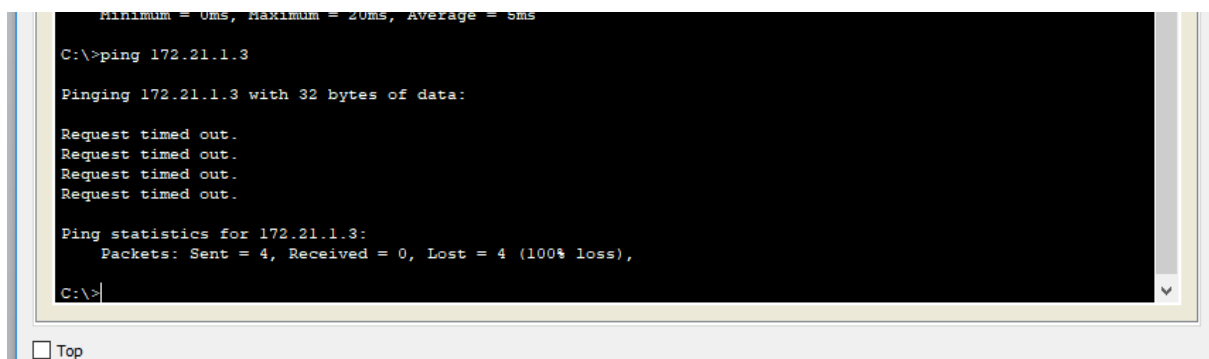 Minimum = 0ms, Maximum = 20ms, Average = 5ms
C:\>ping 172.21.1.3
Pinging 172.21.1.3 with 32 bytes of data:
Request timed out.
Request timed out.
Request timed out.
Request timed out.
Ping statistics for 172.21.1.3:
Packets: Sent = 4, Received = 0, Lost = 4 (100% loss),
C:\>
Top